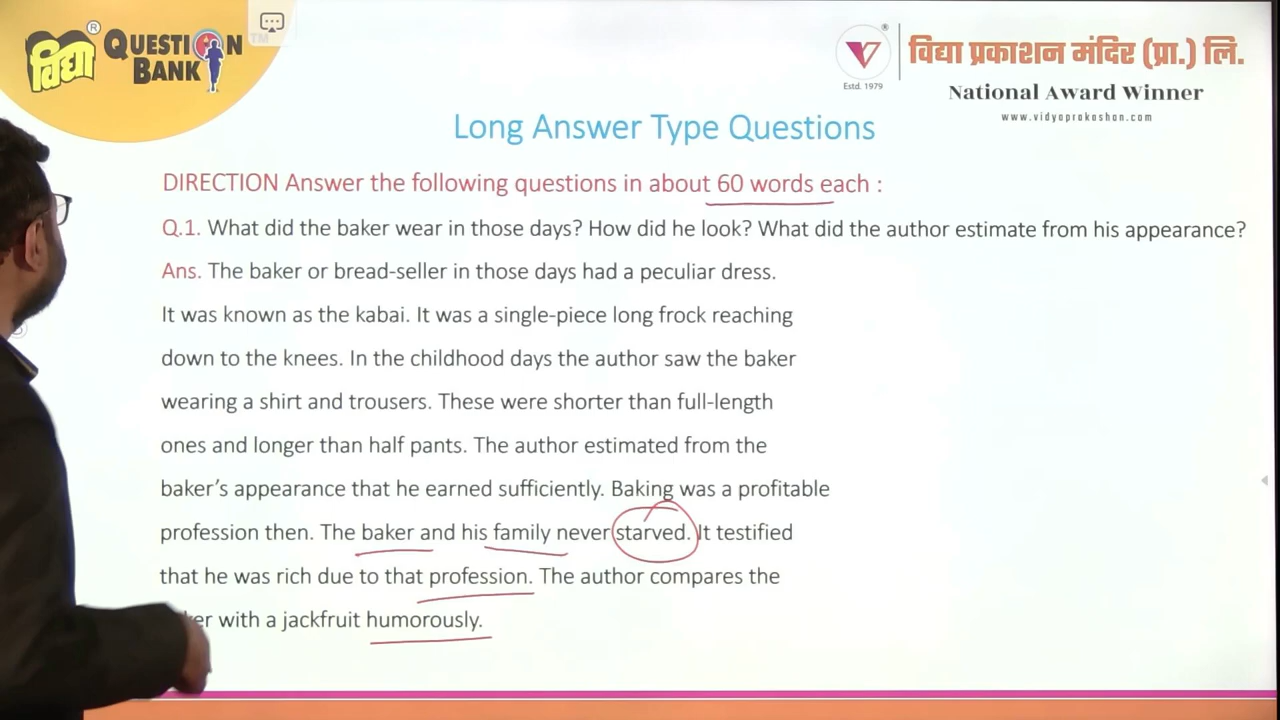 विद्या QUESTION BANK ® TM
®
Estd. 1979
विद्या प्रकाशन मंदिर (प्रा.) लि.
National Award Winner
www.vidyaprakashan.com
Long Answer Type Questions
DIRECTION Answer the following questions in about 60 words each :
Q.1. What did the baker wear in those days? How did he look? What did the author estimate from his appearance?
Ans. The baker or bread-seller in those days had a peculiar dress.
It was known as the kabai. It was a single-piece long frock reaching
down to the knees. In the childhood days the author saw the baker
wearing a shirt and trousers. These were shorter than full-length
ones and longer than half pants. The author estimated from the
baker’s appearance that he earned sufficiently. Baking was a profitable
profession then. The baker and his family never starved. It testified
that he was rich due to that profession. The author compares the
with a jackfruit humorously.